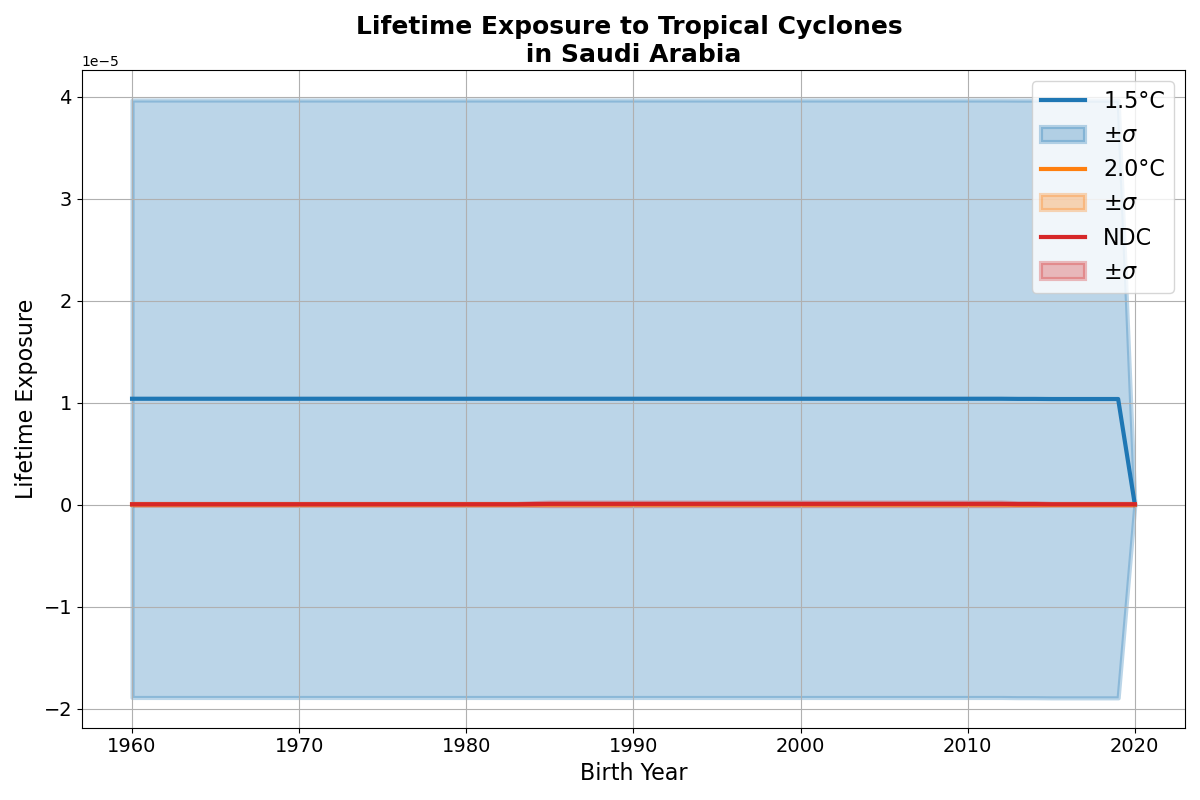 Lifetime Exposure to Tropical Cyclones
in Saudi Arabia
1e−5
4
3
2
1
0
−1
−2
Lifetime Exposure
1.5°C
±σ
2.0°C
±σ
NDC
±σ
1960 1970 1980 1990 2000 2010 2020
Birth Year